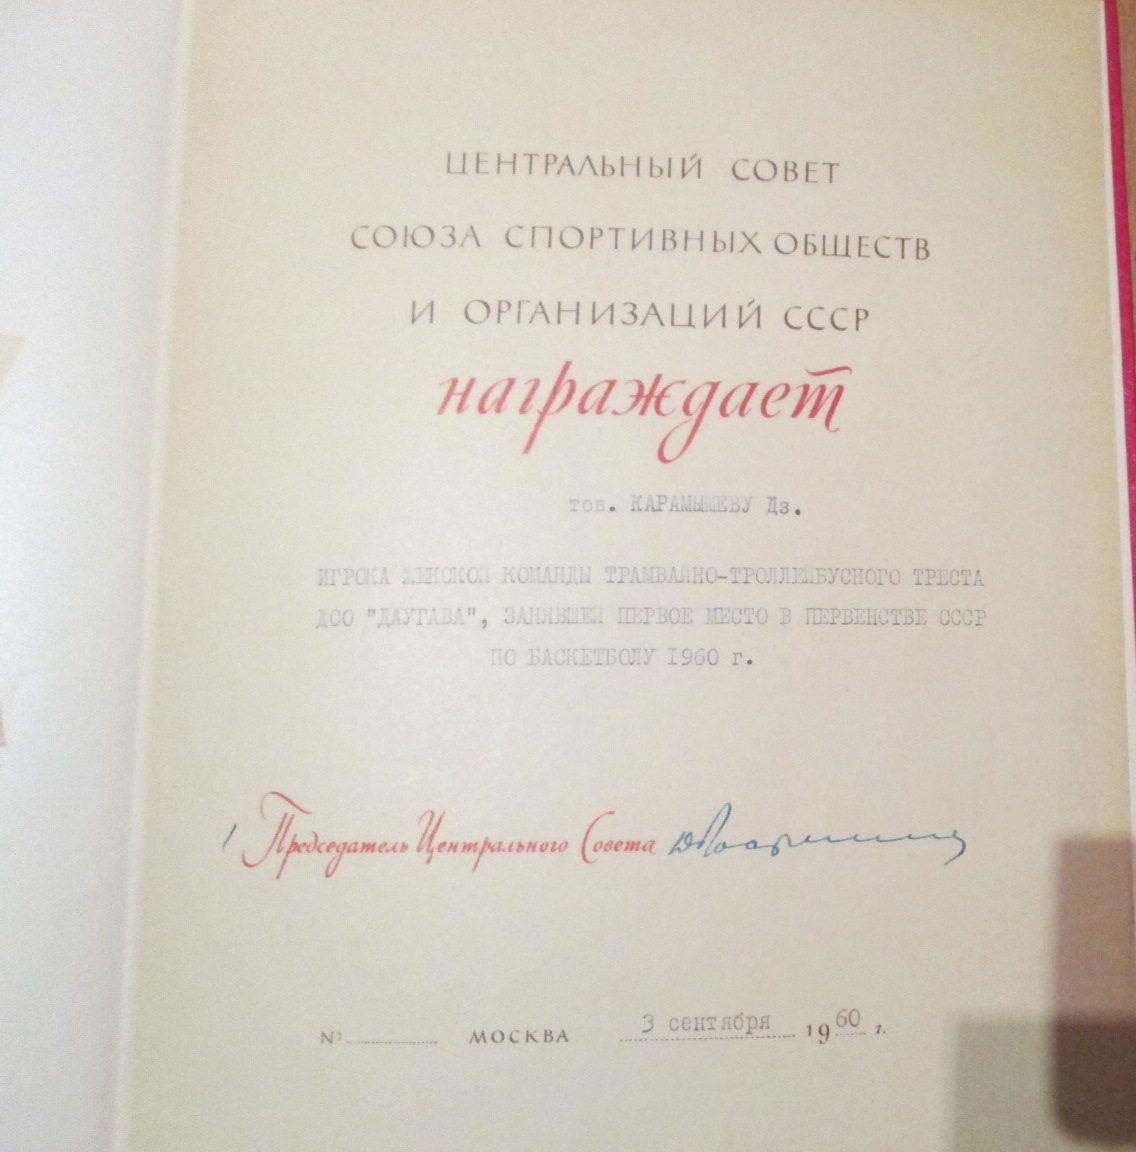 ЦЕНТРАЛЬНЫЙ СОВЕТ
СОЮЗА СПОРТИВНЫХ ОБЩЕСТВ
И ОРГАНИЗАЦИЙ СССР
награждает
тов. КАРАМЫШЕВУ Дз.
ИГРОКА ЖЕНСКОЙ КОМАНДЫ ТРАМВАЙНО-ТРОЛЛЕЙБУСНОГО ТРЕСТА
ДСО "ДАУГАВА", ЗАНЯВШЕЙ ПЕРВОЕ МЕСТО В ПЕРВЕНСТВЕ СССР
ПО БАСКЕТБОЛУ 1960 г.
Председатель Центрального Совета
№ МОСКВА 3 сентября 1960 г.